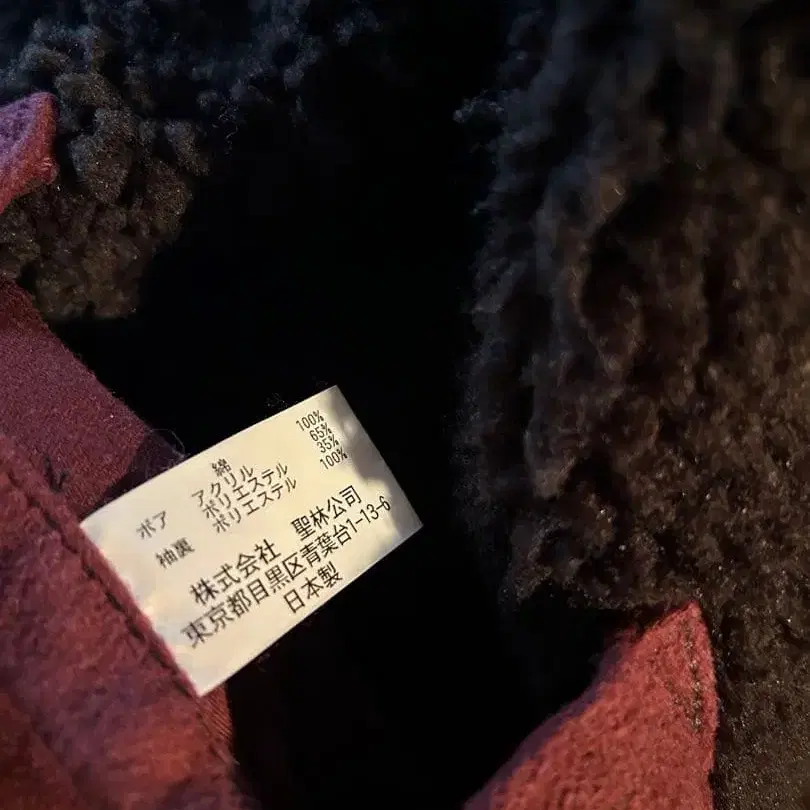 綿 100%
ボア アクリル 65%
ポリエステル 35%
袖裏 ポリエステル 100%
株式会社 聖林公司
東京都目黒区青葉台1-13-6
日本製